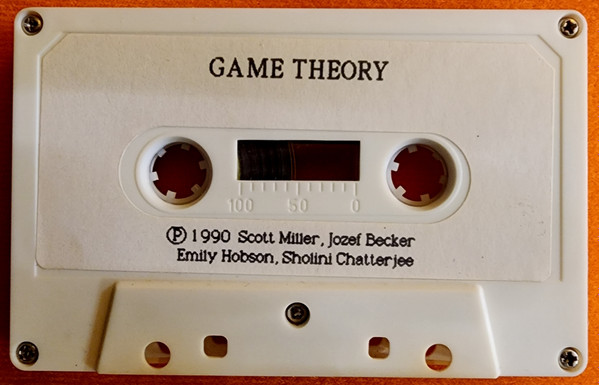 GAME THEORY
100 50 0
Ⓟ 1990 Scott Miller, Jozef Becker
Emily Hobson, Sholini Chatterjee